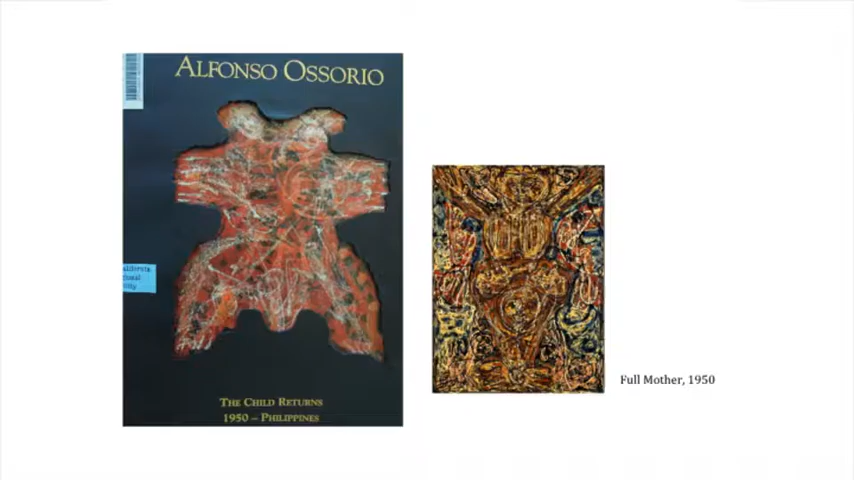 ALFONSO OSSORIO
THE CHILD RETURNS
1950 – PHILIPPINES
Full Mother, 1950